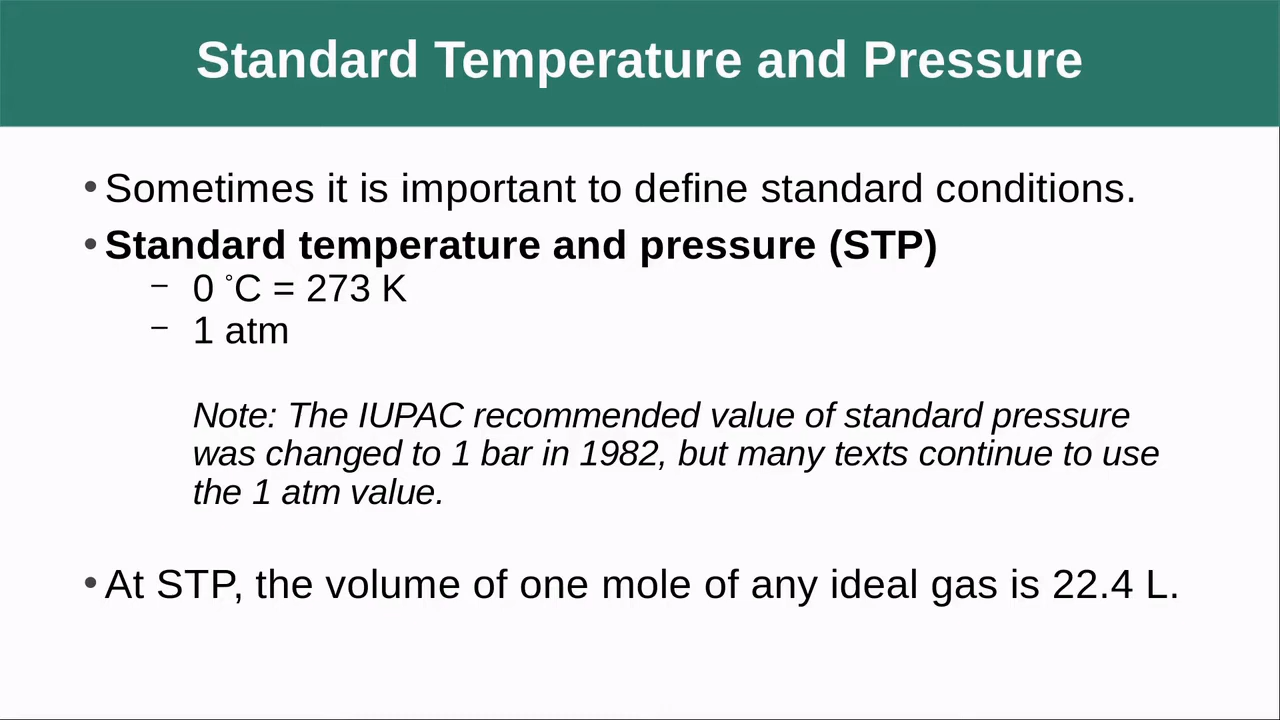 Standard Temperature and Pressure
• Sometimes it is important to define standard conditions.
• Standard temperature and pressure (STP)
– 0 °C = 273 K
– 1 atm
Note: The IUPAC recommended value of standard pressure
was changed to 1 bar in 1982, but many texts continue to use
the 1 atm value.
• At STP, the volume of one mole of any ideal gas is 22.4 L.